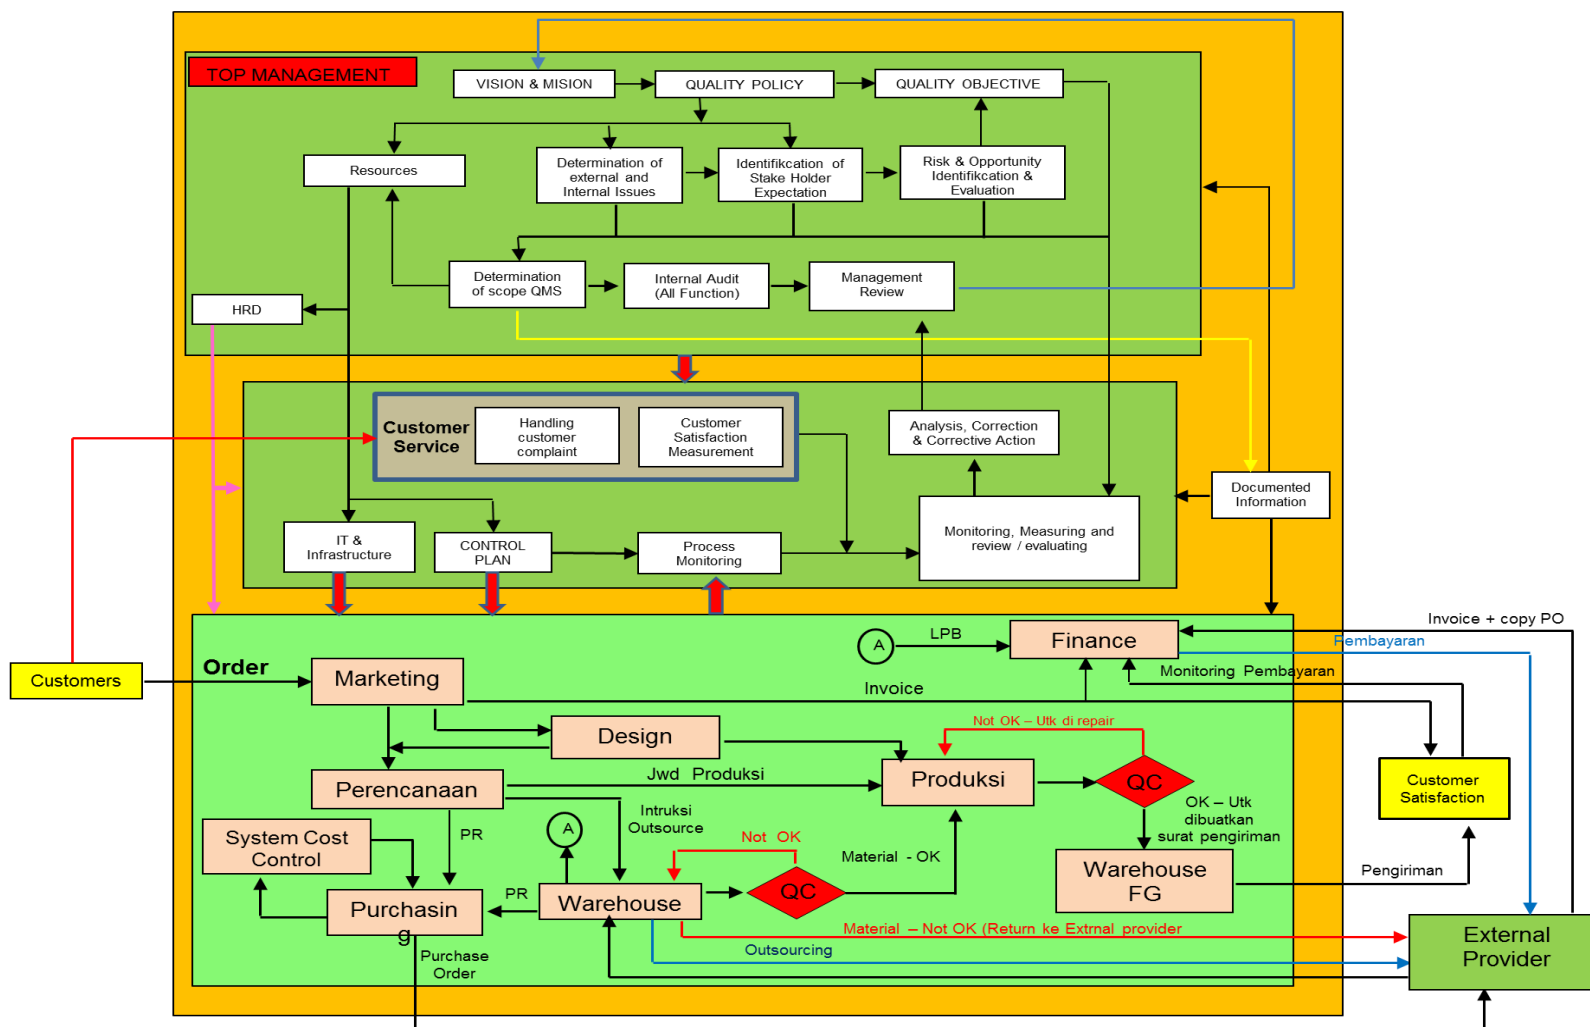 TOP MANAGEMENT
VISION & MISION
QUALITY POLICY
QUALITY OBJECTIVE
Resources
Determination of
external and
Internal Issues
Identifikcation of
Stake Holder
Expectation
Risk & Opportunity
Identifikcation &
Evaluation
Determination
of scope QMS
Internal Audit
(All Function)
Management
Review
HRD
Customer
Service
Handling
customer
complaint
Customer
Satisfaction
Measurement
Analysis, Correction
& Corrective Action
Documented
Information
IT &
Infrastructure
CONTROL
PLAN
Process
Monitoring
Monitoring, Measuring and
review / evaluating
Customers
Order
Marketing
A
LPB
Finance
Invoice + copy PO
Pembayaran
Monitoring Pembayaran
Invoice
Design
Not OK – Utk di repair
Perencanaan
Jwd Produksi
Produksi
QC
Customer
Satisfaction
Intruksi
Outsource
OK – Utk
dibuatkan
surat pengiriman
System Cost
Control
PR
A
Not OK
Material - OK
Warehouse
FG
Pengiriman
Purchasin
g
PR
Warehouse
QC
Material – Not OK (Return ke Extrnal provider
Outsourcing
Purchase
Order
External
Provider